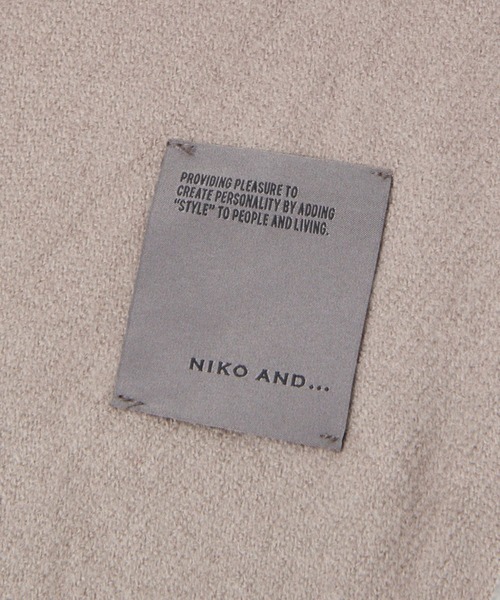 PROVIDING PLEASURE TO
CREATE PERSONALITY BY ADDING
"STYLE" TO PEOPLE AND LIVING.
NIKO AND...